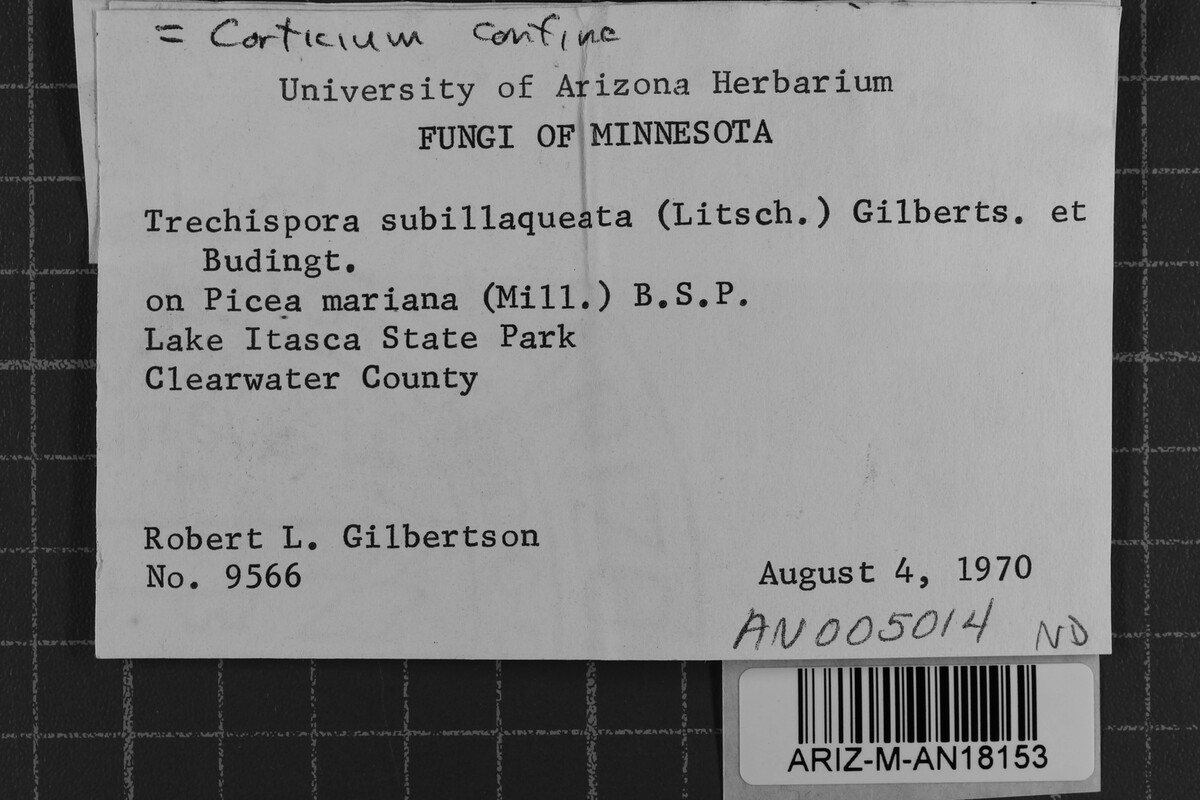 = Corticium confine
University of Arizona Herbarium
FUNGI OF MINNESOTA
Trechispora subillaqueata (Litsch.) Gilberts. et
Budingt.
on Picea mariana (Mill.) B.S.P.
Lake Itasca State Park
Clearwater County
Robert L. Gilbertson
No. 9566
August 4, 1970
AN005014 ND
ARIZ-M-AN18153